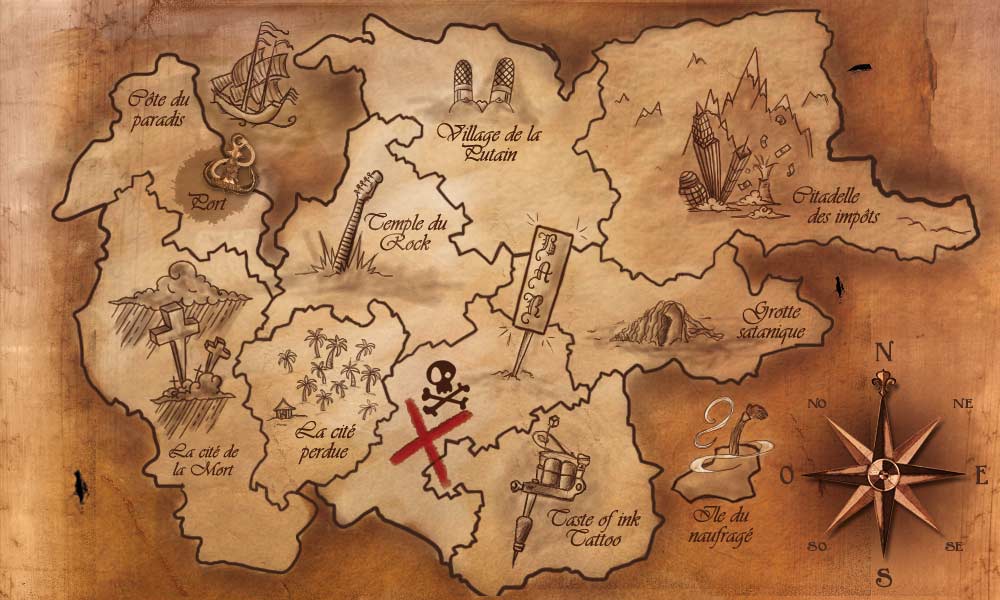 Côte du
paradis
Port
Village de la
Putain
Temple du
Rock
Citadelle
des impôts
BAR
Grotte
satanique
La cité de
la Mort
La cité
perdue
Taste of ink
Tattoo
Ile du
naufragé
N
NO
NE
O
E
SO
SE
S